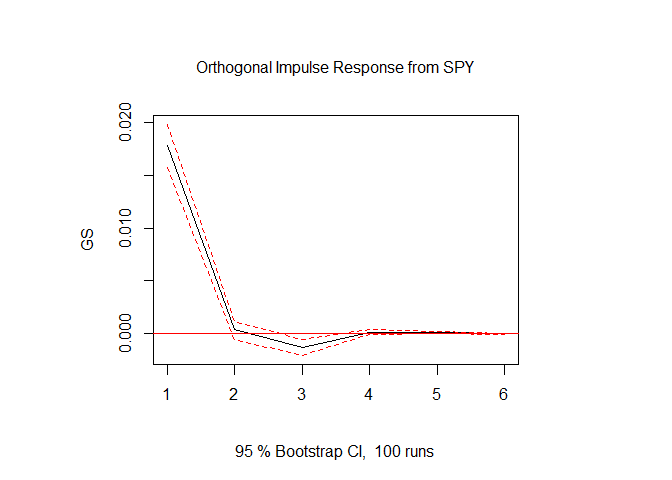 Orthogonal Impulse Response from SPY
GS
0.020
0.010
0.000
1 2 3 4 5 6
95 % Bootstrap CI,  100 runs